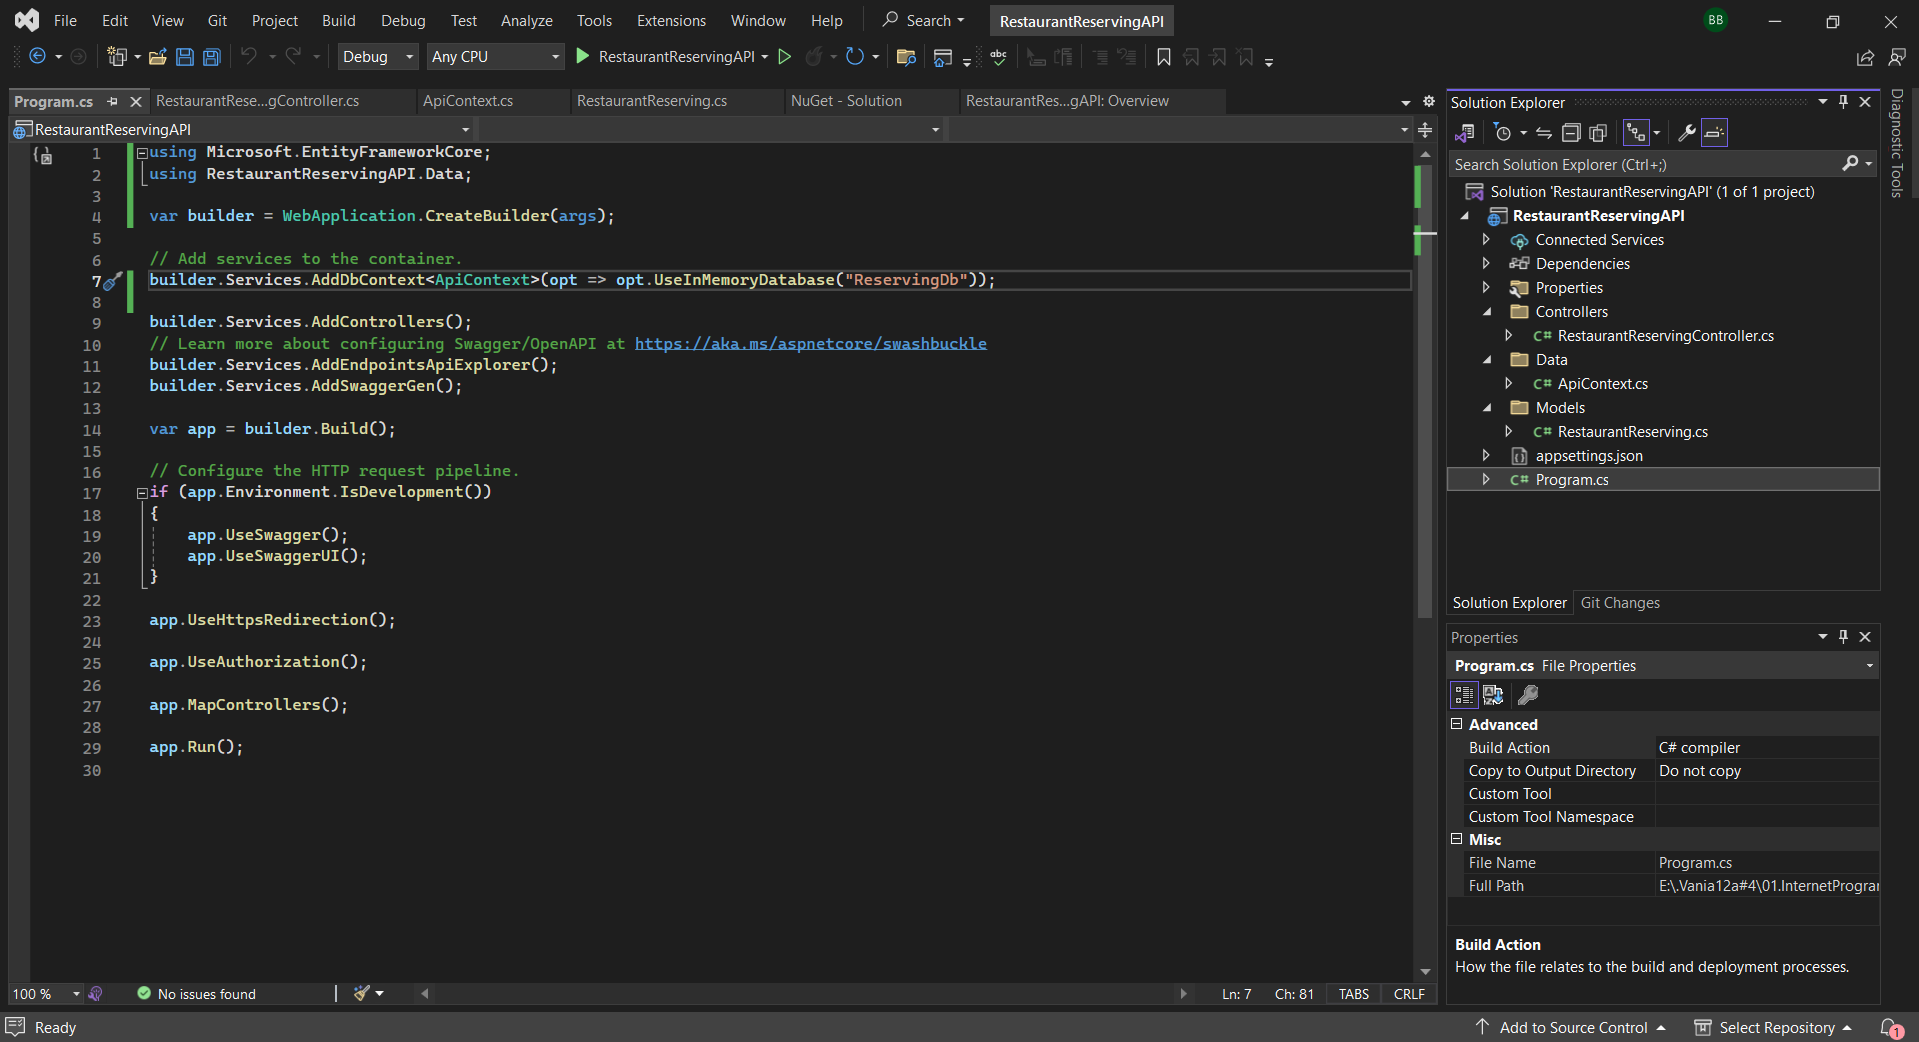 File Edit View Git Project Build Debug Test Analyze Tools Extensions Window Help Search RestaurantReservingAPI BB
Debug Any CPU RestaurantReservingAPI abc
Program.cs RestaurantRese...gController.cs ApiContext.cs RestaurantReserving.cs NuGet - Solution RestaurantRes...gAPI: Overview
RestaurantReservingAPI
1 using Microsoft.EntityFrameworkCore;
2 using RestaurantReservingAPI.Data;
3
4 var builder = WebApplication.CreateBuilder(args);
5
6 // Add services to the container.
7 builder.Services.AddDbContext<ApiContext>(opt => opt.UseInMemoryDatabase("ReservingDb"));
8
9 builder.Services.AddControllers();
10 // Learn more about configuring Swagger/OpenAPI at https://aka.ms/aspnetcore/swashbuckle
11 builder.Services.AddEndpointsApiExplorer();
12 builder.Services.AddSwaggerGen();
13
14 var app = builder.Build();
15
16 // Configure the HTTP request pipeline.
17 if (app.Environment.IsDevelopment())
18 {
19 app.UseSwagger();
20 app.UseSwaggerUI();
21 }
22
23 app.UseHttpsRedirection();
24
25 app.UseAuthorization();
26
27 app.MapControllers();
28
29 app.Run();
30
100 % No issues found Ln: 7 Ch: 81 TABS CRLF
Solution Explorer
Search Solution Explorer (Ctrl+;)
Solution 'RestaurantReservingAPI' (1 of 1 project)
RestaurantReservingAPI
Connected Services
Dependencies
Properties
Controllers
C# RestaurantReservingController.cs
Data
C# ApiContext.cs
Models
C# RestaurantReserving.cs
appsettings.json
C# Program.cs
Solution Explorer Git Changes
Properties
Program.cs File Properties
Advanced
Build Action C# compiler
Copy to Output Directory Do not copy
Custom Tool
Custom Tool Namespace
Misc
File Name Program.cs
Full Path E:\.Vania12a#4\01.InternetPrograr
Build Action
How the file relates to the build and deployment processes.
Diagnostic Tools
Ready Add to Source Control Select Repository 1